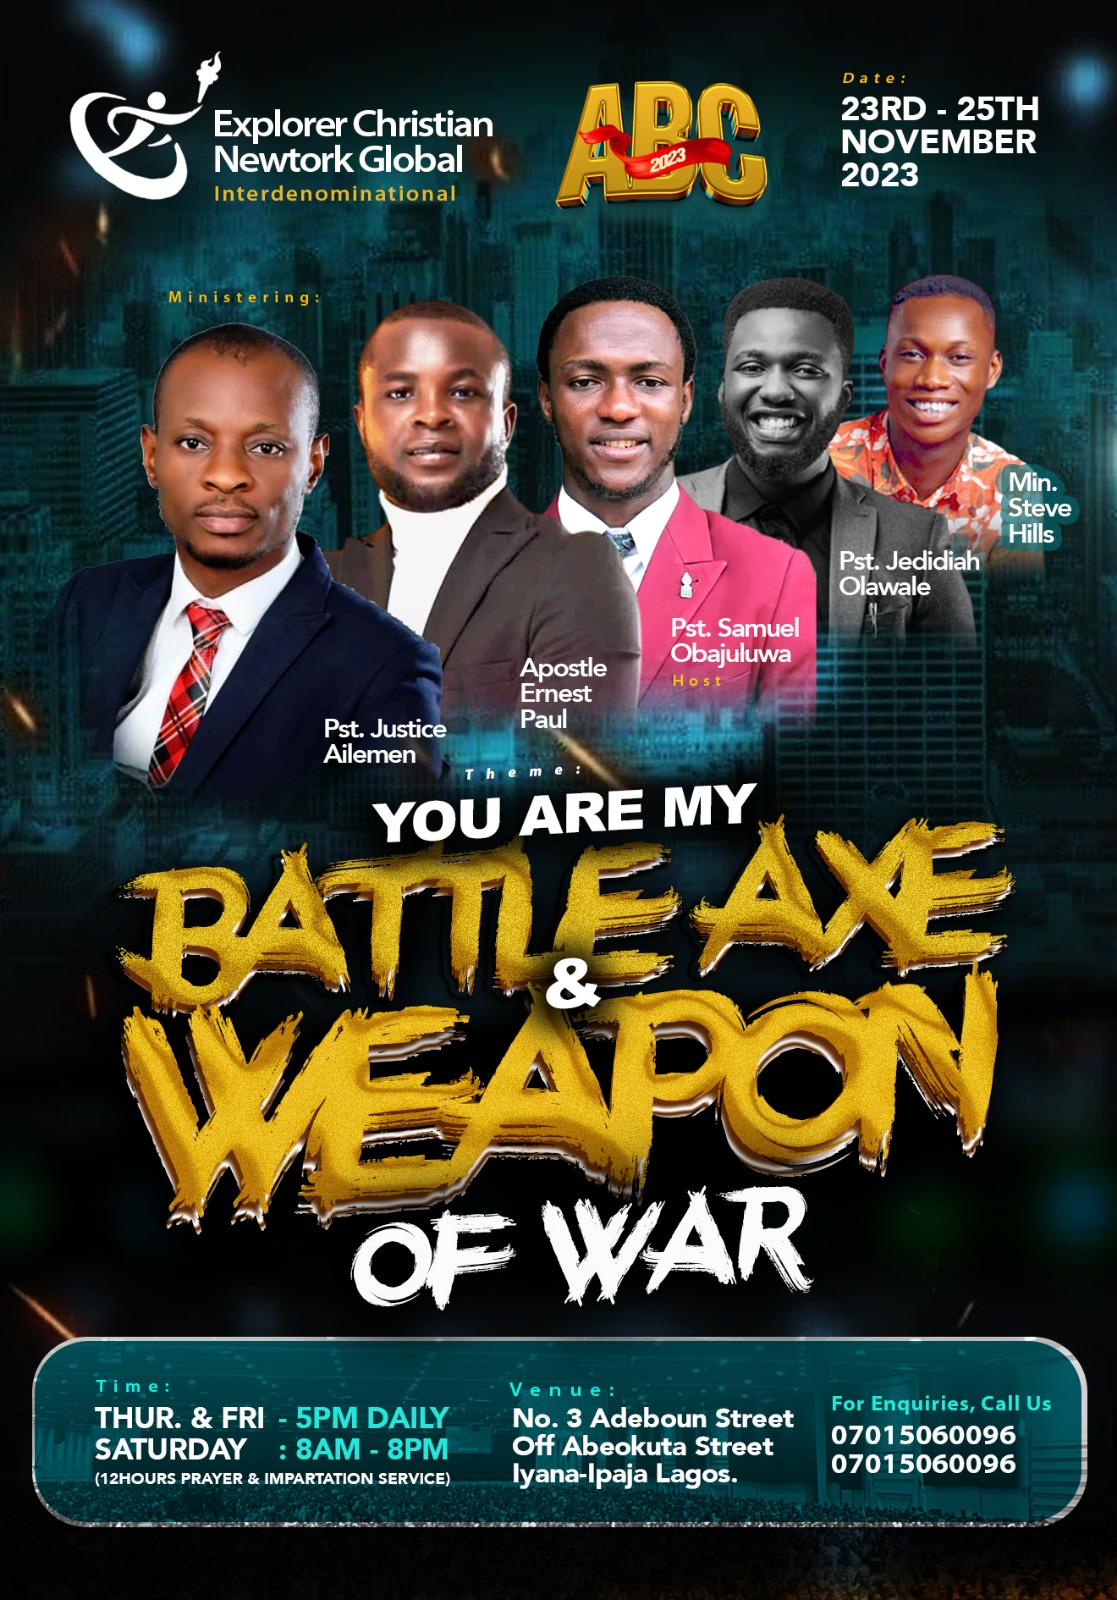 Explorer Christian
Newtork Global
Interdenominational
ABC
2023
Date:
23RD - 25TH
NOVEMBER
2023
Ministering:
Min.
Steve
Hills
Pst. Jedidiah
Olawale
Pst. Samuel
Obajuluwa
Host
Apostle
Ernest
Paul
Pst. Justice
Ailemen
Theme:
YOU ARE MY
BATTLE AXE
&
WEAPON
OF WAR
Time:
THUR. & FRI - 5PM DAILY
SATURDAY : 8AM - 8PM
(12HOURS PRAYER & IMPARTATION SERVICE)
Venue:
No. 3 Adeboun Street
Off Abeokuta Street
Iyana-Ipaja Lagos.
For Enquiries, Call Us
07015060096
07015060096